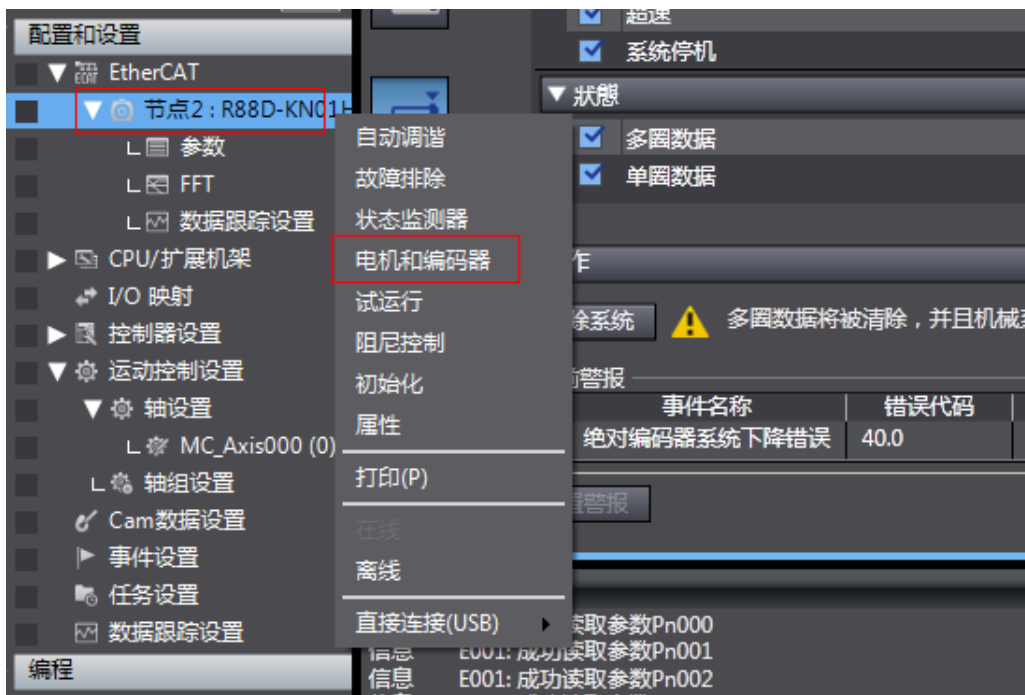 配置和设置
EtherCAT
节点2 : R88D-KN01H
参数
FFT
数据跟踪设置
CPU/扩展机架
I/O 映射
控制器设置
运动控制设置
轴设置
MC_Axis000 (0)
轴组设置
Cam数据设置
事件设置
任务设置
数据跟踪设置
编程
自动调谐
故障排除
状态监测器
电机和编码器
试运行
阻尼控制
初始化
属性
打印(P)
在线
离线
直接连接(USB)
超速
系统停机
狀態
多圈数据
单圈数据
作
除系统
多圈数据将被清除，并且机械
前警报
事件名称 错误代码
绝对编码器系统下降错误 40.0
置警报
读取参数Pn000
信息 E001: 成功读取参数Pn001
信息 E001: 成功读取参数Pn002